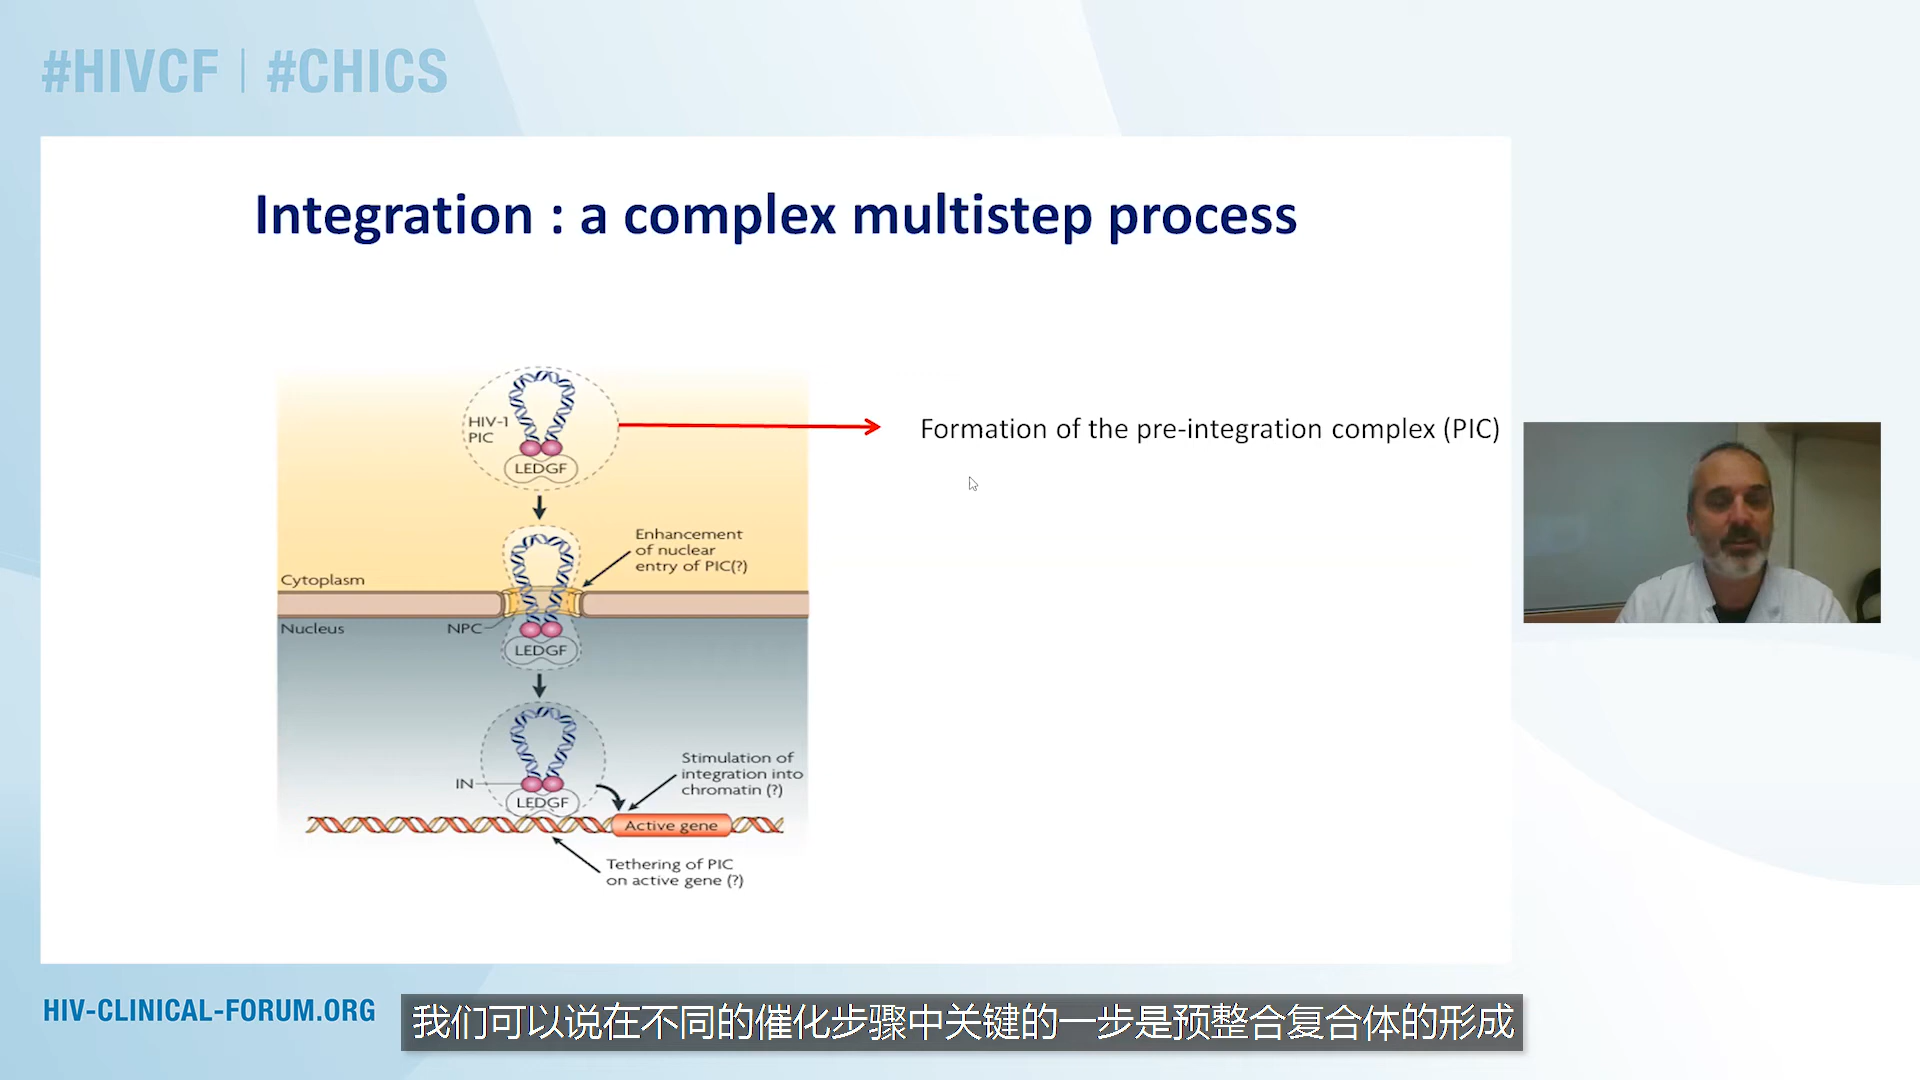 #HIVCF | #CHICS
Integration : a complex multistep process
HIV-1
PIC
LEDGF
Formation of the pre-integration complex (PIC)
Enhancement
of nuclear
entry of PIC(?)
Cytoplasm
Nucleus
NPC
LEDGF
Stimulation of
integration into
chromatin (?)
IN
LEDGF
Active gene
Tethering of PIC
on active gene (?)
HIV-CLINICAL-FORUM.ORG
我们可以说在不同的催化步骤中关键的一步是预整合复合体的形成